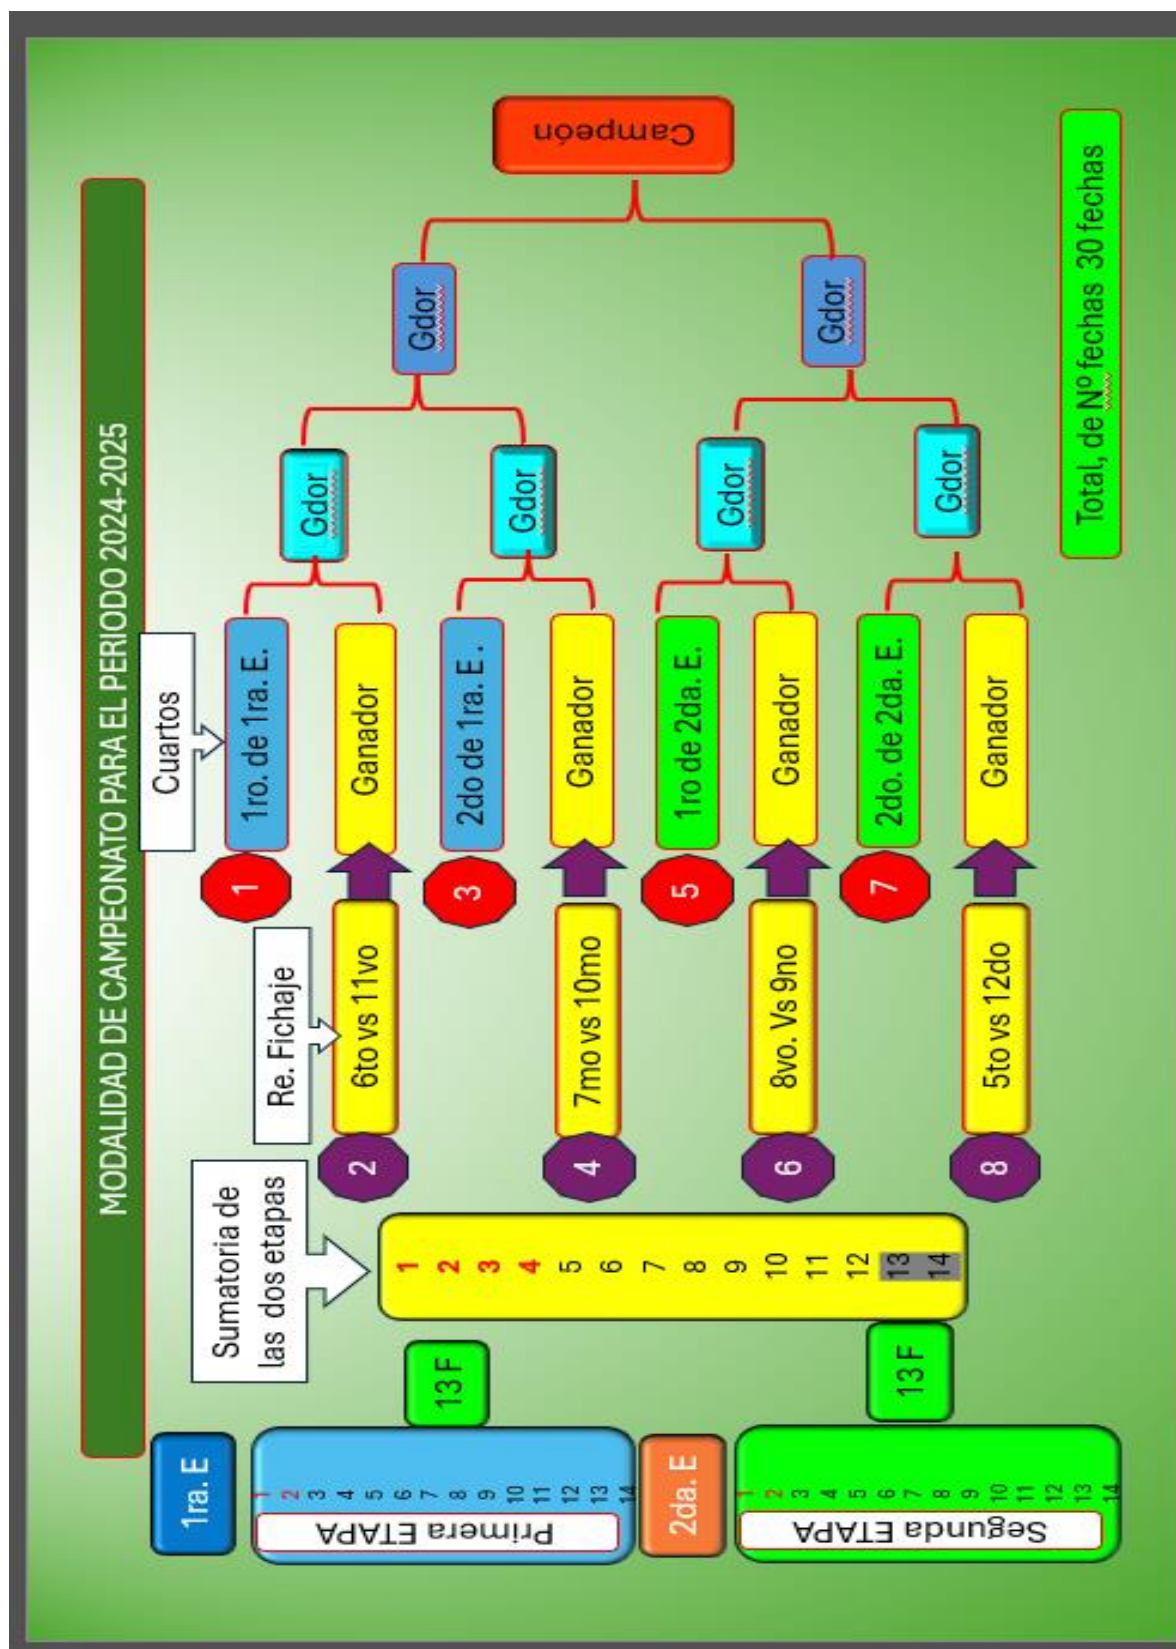 MODALIDAD DE CAMPEONATO PARA EL PERIODO 2024-2025
1ra. E
Primera ETAPA
1
2
3
4
5
6
7
8
9
10
11
12
13
14
13 F
2da. E
Segunda ETAPA
1
2
3
4
5
6
7
8
9
10
11
12
13
14
13 F
Sumatoria de
las dos etapas
1
2
3
4
5
6
7
8
9
10
11
12
13
14
Re. Fichaje
2
6to vs 11vo
4
7mo vs 10mo
6
8vo. Vs 9no
8
5to vs 12do
Cuartos
1
1ro. de 1ra. E.
Ganador
3
2do de 1ra. E .
Ganador
5
1ro de 2da. E.
Ganador
7
2do. de 2da. E.
Ganador
Gdor
Gdor
Gdor
Gdor
Gdor
Gdor
Campeón
Total, de Nº fechas 30 fechas